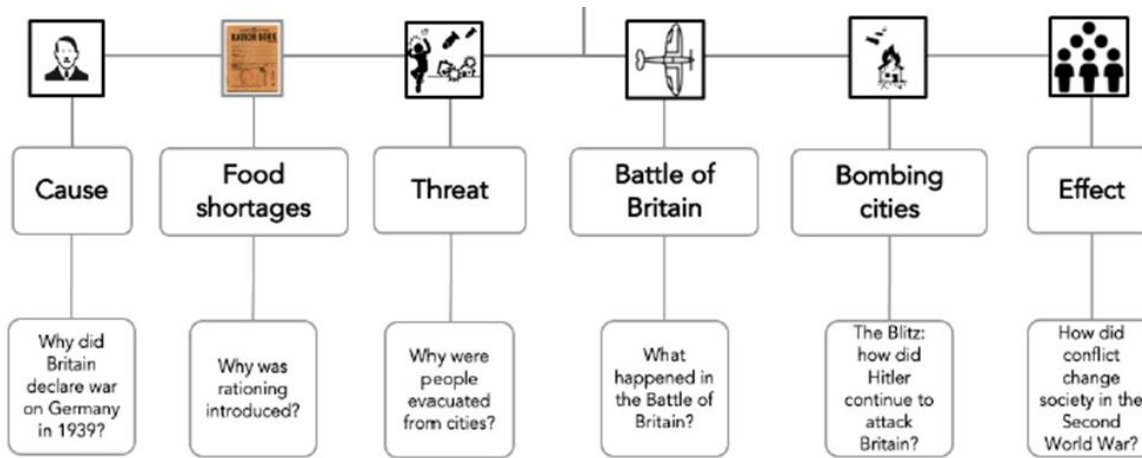 RATION BOOK
Cause
Food
shortages
Threat
Battle of
Britain
Bombing
cities
Effect
Why did
Britain
declare war
on Germany
in 1939?
Why was
rationing
introduced?
Why were
people
evacuated
from cities?
What
happened in
the Battle of
Britain?
The Blitz:
how did
Hitler
continue to
attack
Britain?
How did
conflict
change
society in the
Second
World War?